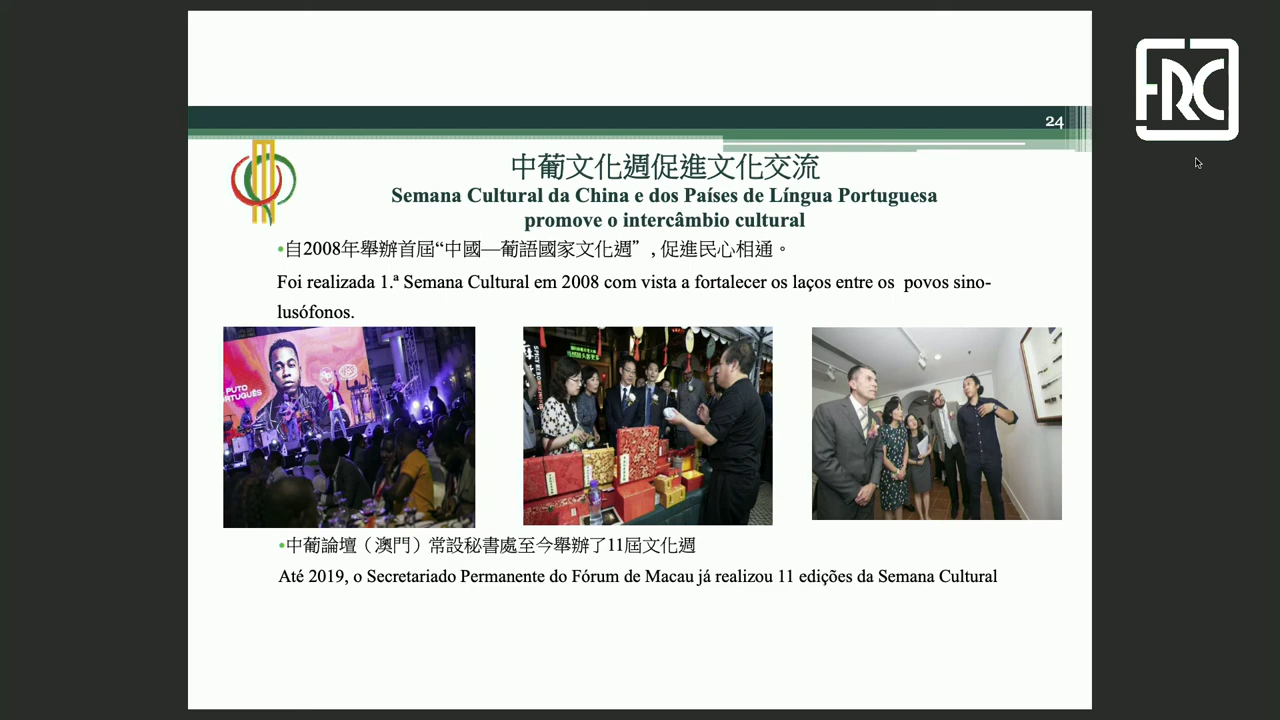 24
FRC
中葡文化週促進文化交流
Semana Cultural da China e dos Países de Língua Portuguesa
promove o intercâmbio cultural
•自2008年舉辦首屆“中國—葡語國家文化週”, 促進民心相通。
Foi realizada 1.ª Semana Cultural em 2008 com vista a fortalecer os laços entre os povos sino-
lusófonos.
PUTO
PORTUGUÊS
•中葡論壇（澳門）常設秘書處至今舉辦了11屆文化週
Até 2019, o Secretariado Permanente do Fórum de Macau já realizou 11 edições da Semana Cultural